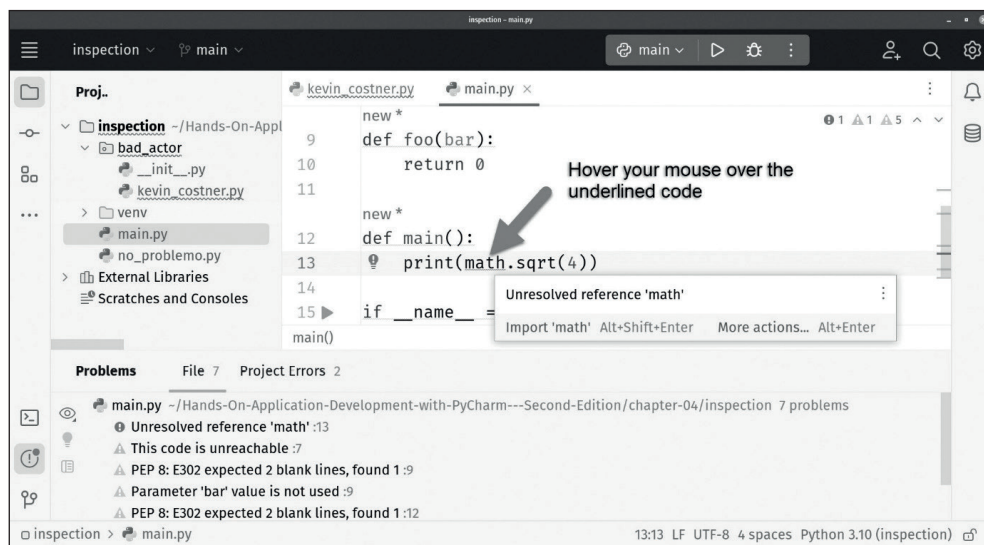 inspection – main.py
inspection main
main
Proj..
kevin_costner.py main.py ×
inspection ~/Hands-On-Appl
bad_actor
__init__.py
kevin_costner.py
venv
main.py
no_problemo.py
External Libraries
Scratches and Consoles
new *
1 1 5
9 def foo(bar):
10 return 0
11
Hover your mouse over the
underlined code
new *
12 def main():
13 print(math.sqrt(4))
14
15 if __name__ =
Unresolved reference 'math'
Import 'math' Alt+Shift+Enter More actions... Alt+Enter
main()
Problems File 7 Project Errors 2
main.py ~/Hands-On-Application-Development-with-PyCharm---Second-Edition/chapter-04/inspection 7 problems
Unresolved reference 'math' :13
This code is unreachable :7
PEP 8: E302 expected 2 blank lines, found 1 :9
Parameter 'bar' value is not used :9
PEP 8: E302 expected 2 blank lines, found 1 :12
inspection > main.py 13:13 LF UTF-8 4 spaces Python 3.10 (inspection)